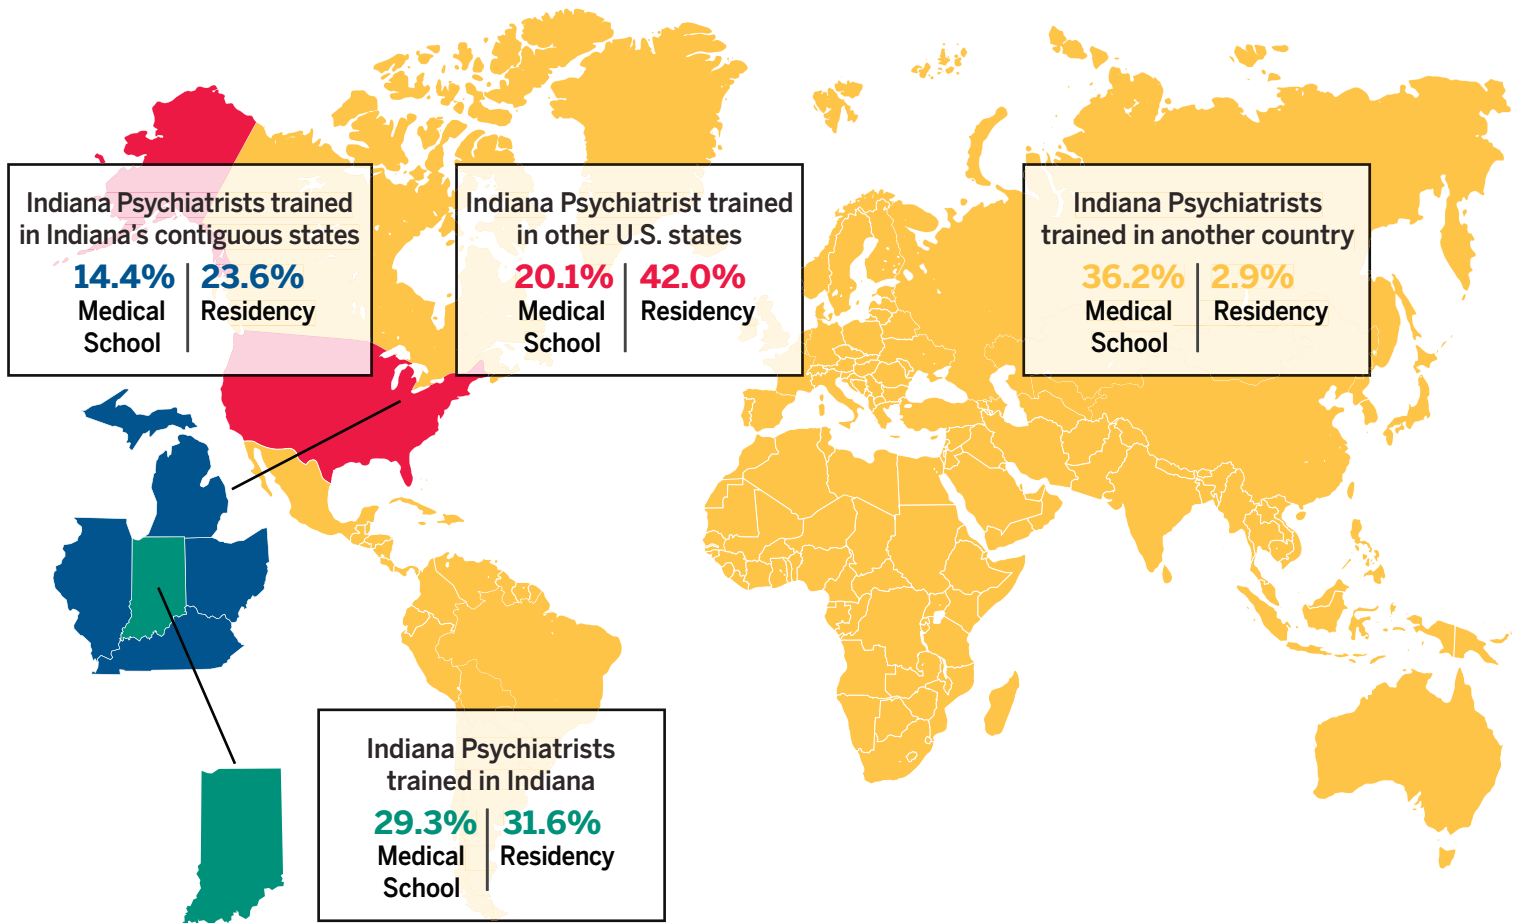 Indiana Psychiatrists trained
in Indiana's contiguous states
14.4% 23.6%
Medical Residency
School
Indiana Psychiatrist trained
in other U.S. states
20.1% 42.0%
Medical Residency
School
Indiana Psychiatrists
trained in another country
36.2% 2.9%
Medical Residency
School
Indiana Psychiatrists
trained in Indiana
29.3% 31.6%
Medical Residency
School